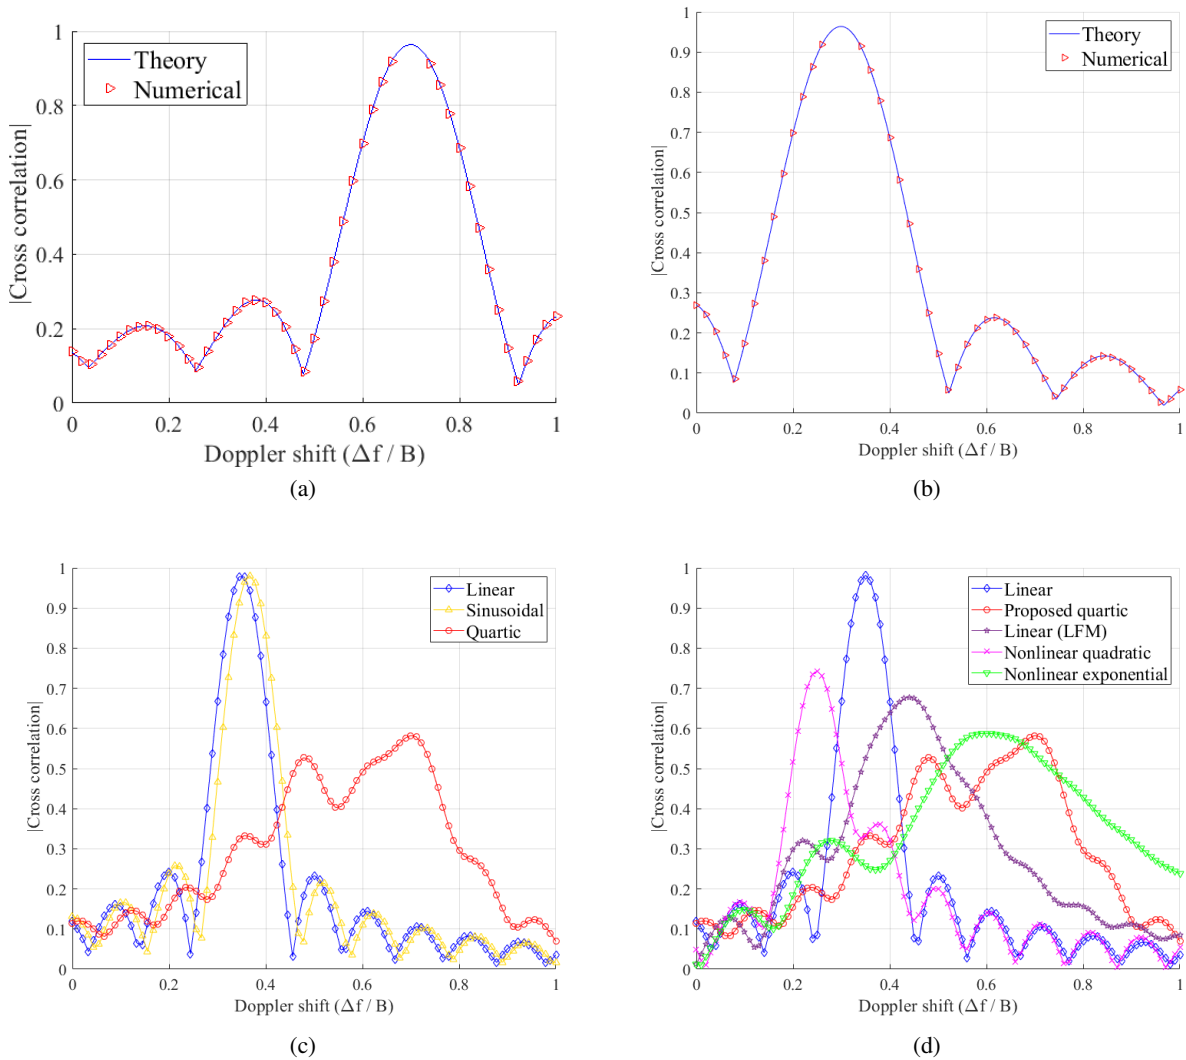 |Cross correlation|
1
0.8
0.6
0.4
0.2
0
Theory
Numerical
0 0.2 0.4 0.6 0.8 1
Doppler shift (Δf / B)
(a)
|Cross correlation|
1
0.9
0.8
0.7
0.6
0.5
0.4
0.3
0.2
0.1
0
Theory
Numerical
0 0.2 0.4 0.6 0.8 1
Doppler shift (Δf / B)
(b)
|Cross correlation|
1
0.9
0.8
0.7
0.6
0.5
0.4
0.3
0.2
0.1
0
Linear
Sinusoidal
Quartic
0 0.2 0.4 0.6 0.8 1
Doppler shift (Δf / B)
(c)
|Cross correlation|
1
0.9
0.8
0.7
0.6
0.5
0.4
0.3
0.2
0.1
0
Linear
Proposed quartic
Linear (LFM)
Nonlinear quadratic
Nonlinear exponential
0 0.2 0.4 0.6 0.8 1
Doppler shift (Δf / B)
(d)